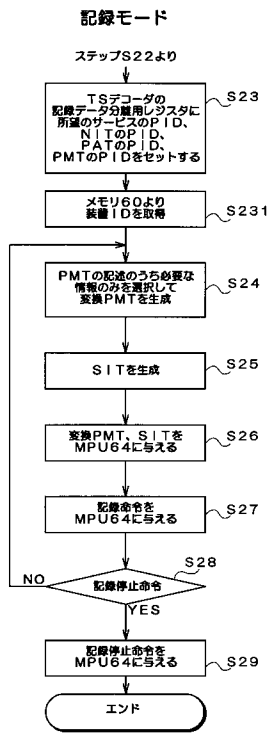 記録モード
ステップS22より
TSデコーダの
記録データ分離用レジスタに
所望のサービスのPID、
NITのPID、
PATのPID、
PMTのPIDをセットする
S23
メモリ60より
装置IDを取得
S231
PMTの記述のうち必要な
情報のみを選択して
変換PMTを生成
S24
SITを生成
S25
変換PMT、SITを
MPU64に与える
S26
記録命令を
MPU64に与える
S27
S28
NO
記録停止命令
YES
記録停止命令を
MPU64に与える
S29
エンド